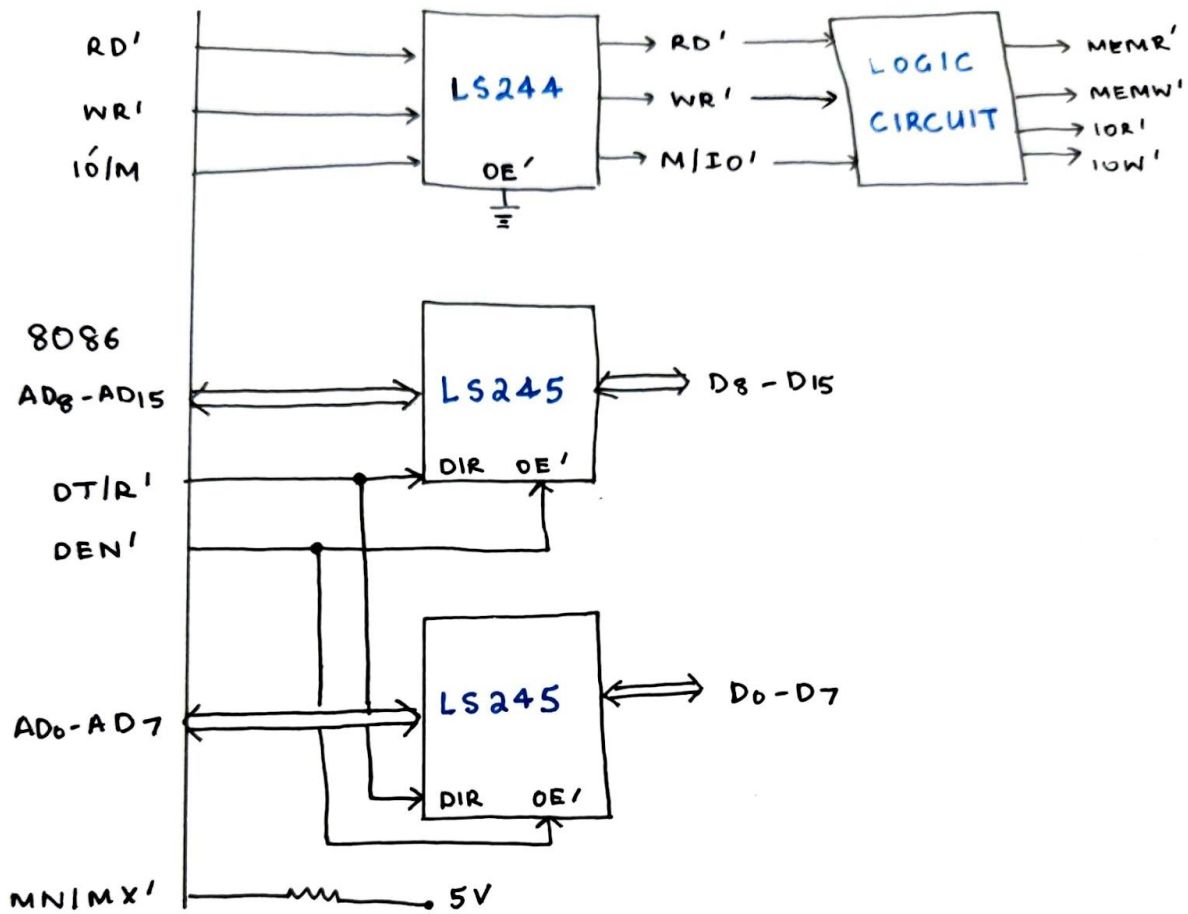 RD'
WR'
IO'/M
LS244
OE'
RD'
WR'
M/IO'
LOGIC
CIRCUIT
MEMR'
MEMW'
IOR'
IOW'
8086
AD8-AD15
LS245
DIR OE'
D8-D15
DT/R'
DEN'
AD0-AD7
LS245
DIR OE'
D0-D7
MN/MX'
5V